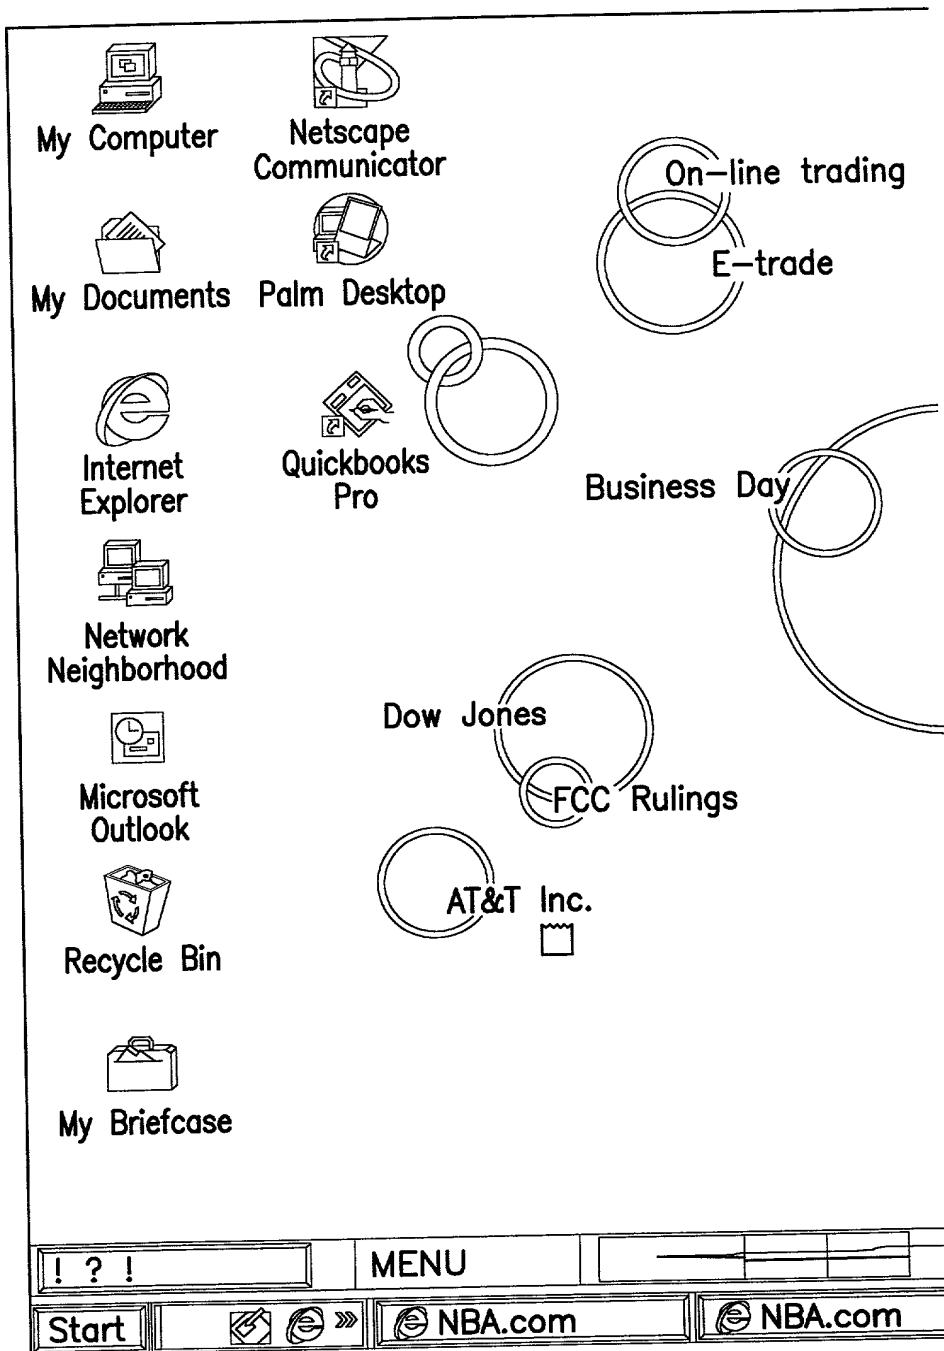 My Computer
Netscape
Communicator
On-line trading
My Documents
Palm Desktop
E-trade
Internet
Explorer
Quickbooks
Pro
Business Day
Network
Neighborhood
Dow Jones
Microsoft
Outlook
FCC Rulings
AT&T Inc.
Recycle Bin
My Briefcase
! ? !
MENU
Start
»
NBA.com
NBA.com